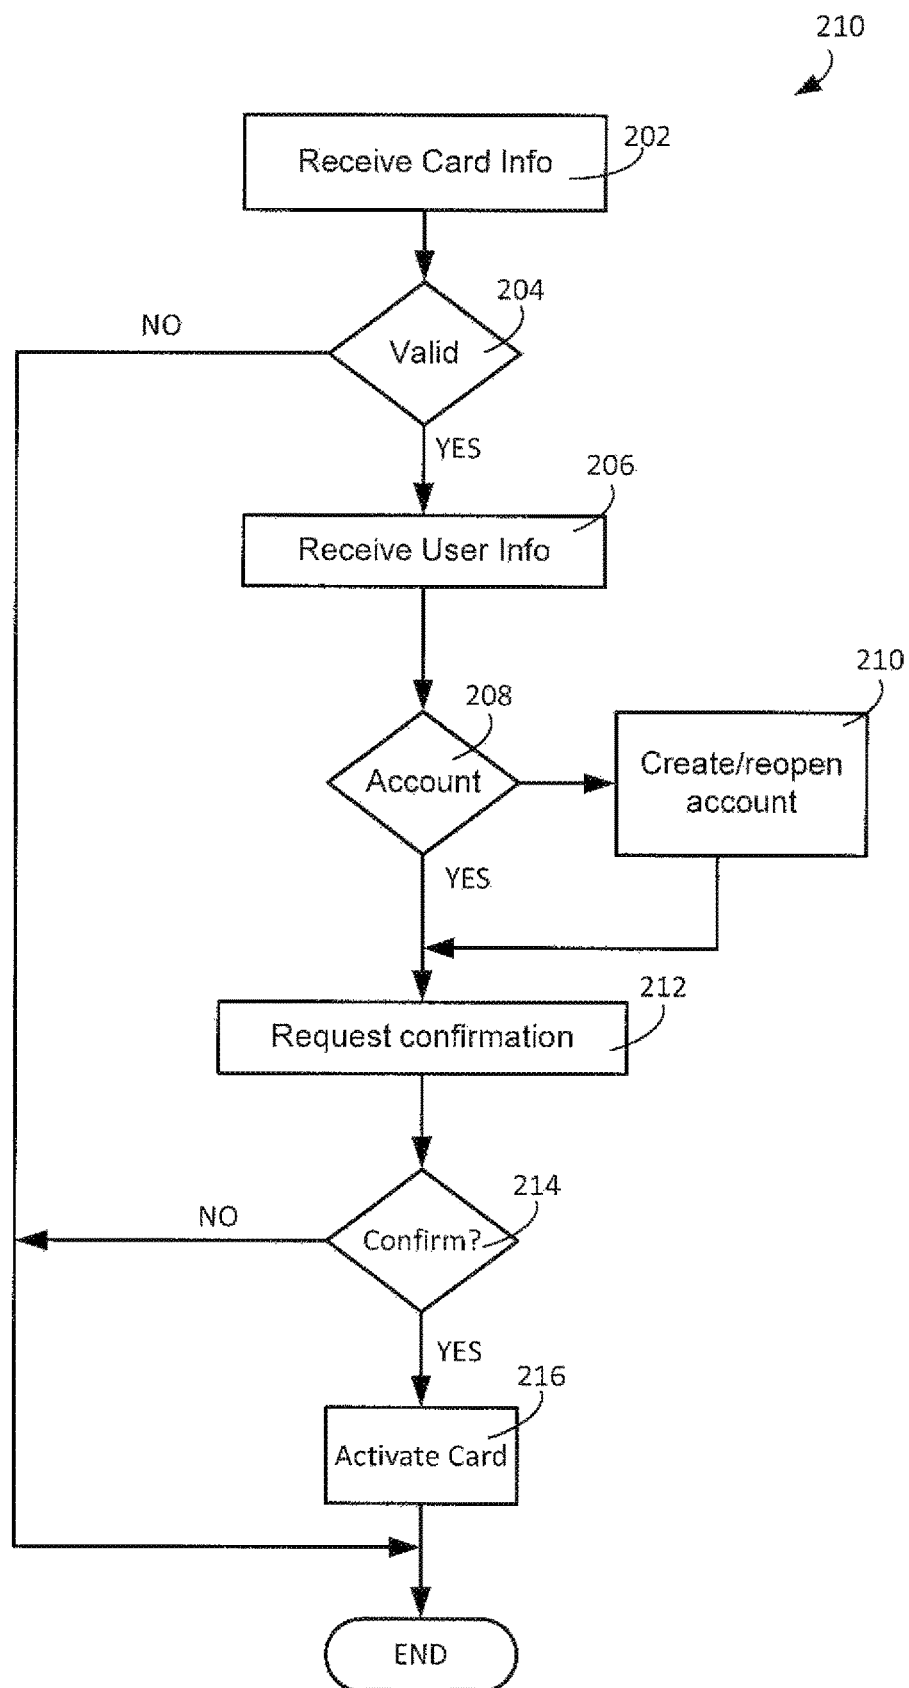 210
Receive Card Info
202
204
NO
Valid
YES
206
Receive User Info
210
208
Create/reopen
account
Account
YES
212
Request confirmation
214
NO
Confirm?
YES
216
Activate Card
END